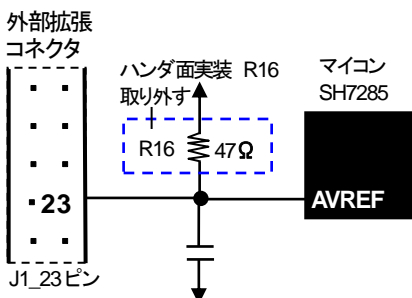 外部拡張
コネクタ
ハンダ面実装 R16
取り外す
マイコン
SH7285
R16 47Ω
23
AVREF
J1_23ピン